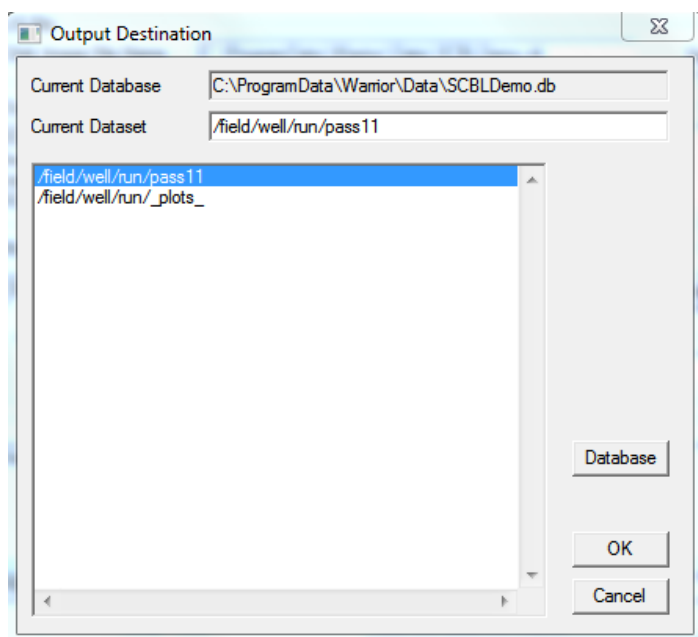 Output Destination
Current Database C:\ProgramData\Warrior\Data\SCBLDemo.db
Current Dataset /field/well/run/pass11
/field/well/run/pass11
/field/well/run/_plots_
Database
OK
Cancel